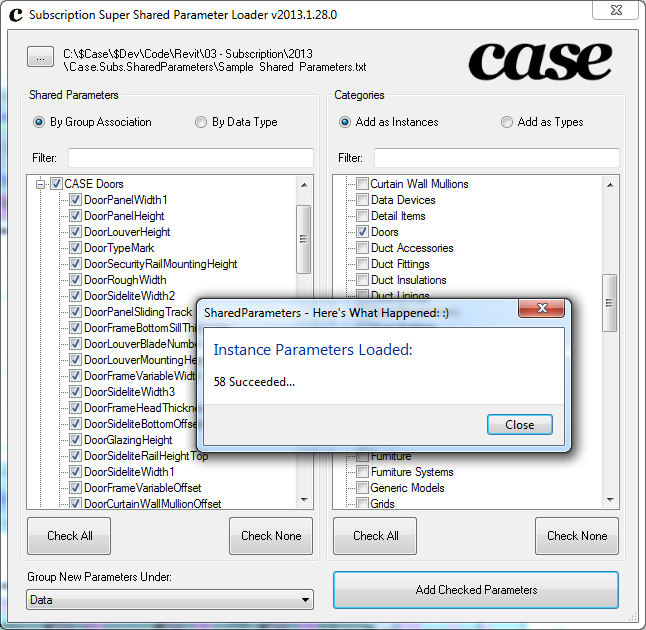 c Subscription Super Shared Parameter Loader v2013.1.28.0
...
C:\$Case\$Dev\Code\Revit\03 - Subscription\2013
\Case.Subs.SharedParameters\Sample Shared Parameters.txt
case
Shared Parameters
By Group Association
By Data Type
Filter:
CASE Doors
DoorPanelWidth1
DoorPanelHeight
DoorLouverHeight
DoorTypeMark
DoorSecurityRailMountingHeight
DoorRoughWidth
DoorSideliteWidth2
DoorPanelSlidingTrack
DoorFrameBottomSillThi
DoorLouverBladeNumbe
DoorLouverMountingHe
DoorFrameVariableWidt
DoorSideliteWidth3
DoorFrameHeadThickne
DoorSideliteBottomOffset
DoorGlazingHeight
DoorSideliteRailHeightTop
DoorSideliteWidth1
DoorFrameVariableOffset
DoorCurtainWallMullionOffset
Check All
Check None
Group New Parameters Under:
Data
Categories
Add as Instances
Add as Types
Filter:
Curtain Wall Mullions
Data Devices
Detail Items
Doors
Duct Accessories
Duct Fittings
Duct Insulations
Duct Linings
Furniture
Furniture Systems
Generic Models
Grids
Check All
Check None
Add Checked Parameters
SharedParameters - Here's What Happened: :)
Instance Parameters Loaded:
58 Succeeded...
Close